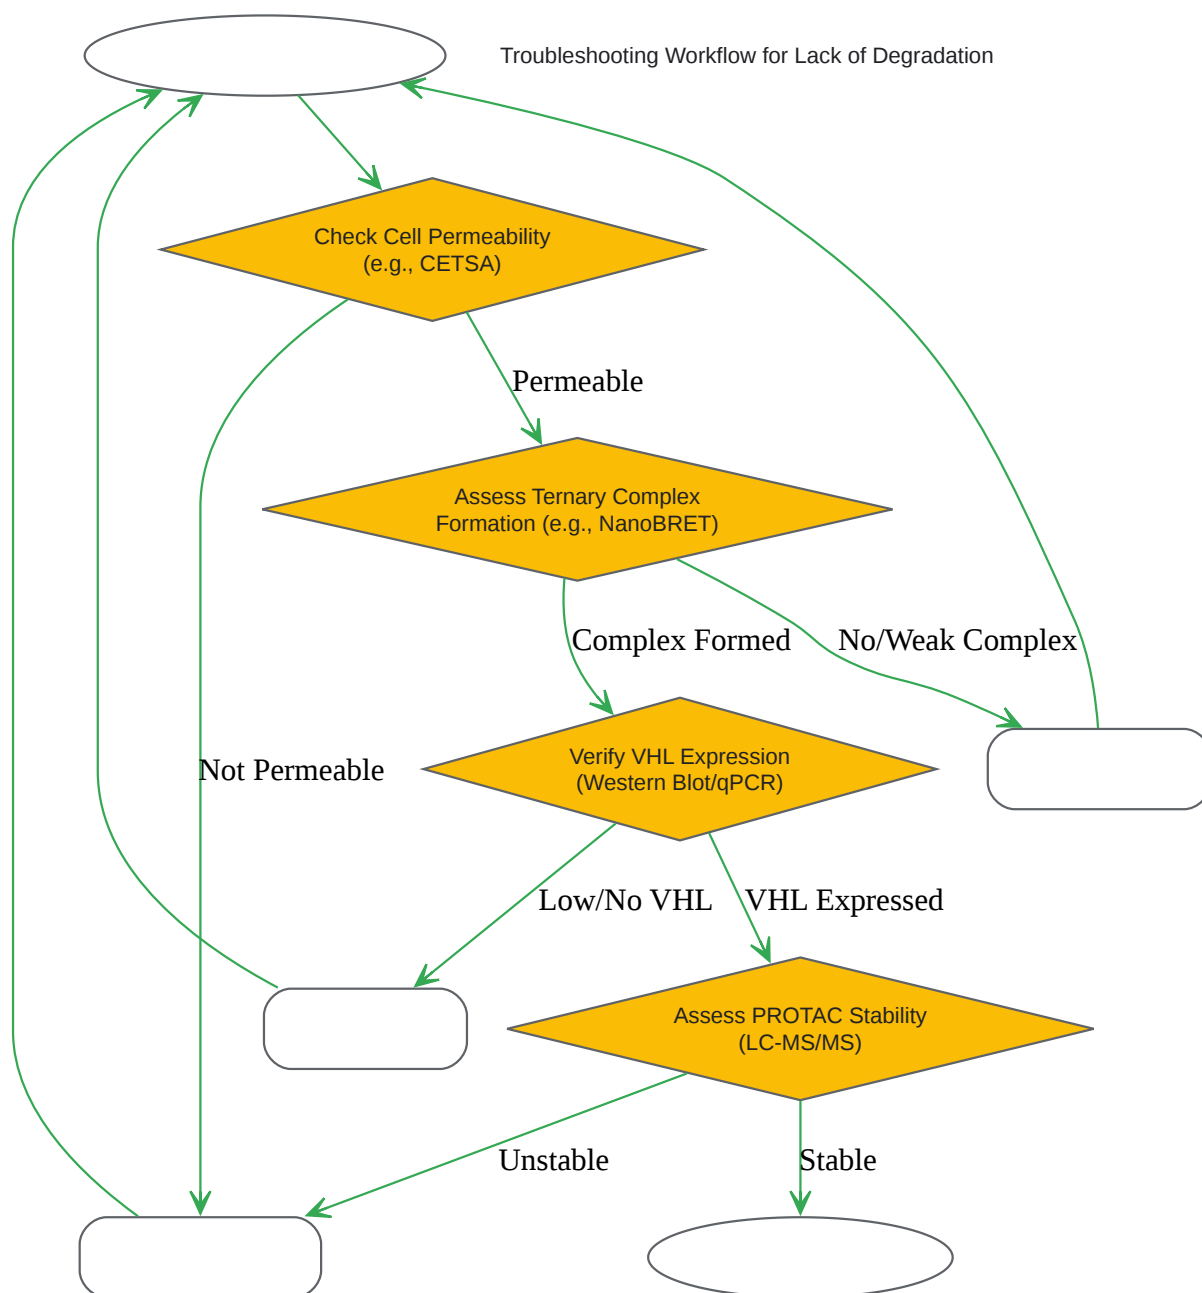 Troubleshooting Workflow for Lack of Degradation
Check Cell Permeability
(e.g., CETSA)
Permeable
Assess Ternary Complex
Formation (e.g., NanoBRET)
Complex Formed
No/Weak Complex
Verify VHL Expression
(Western Blot/qPCR)
Not Permeable
Low/No VHL
VHL Expressed
Assess PROTAC Stability
(LC-MS/MS)
Unstable
Stable